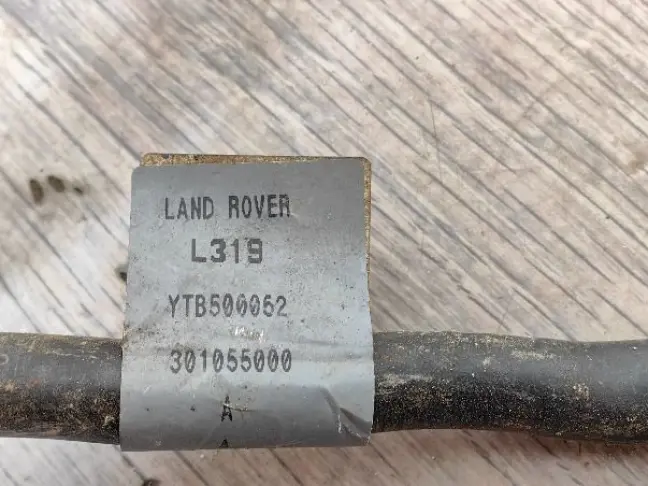 LAND ROVER
L319
YTB500052
301055000
A